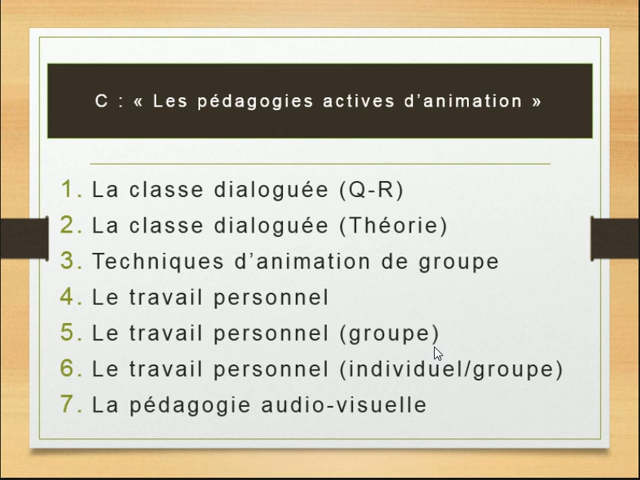 C : « Les pédagogies actives d’animation »
1. La classe dialoguée (Q-R)
2. La classe dialoguée (Théorie)
3. Techniques d’animation de groupe
4. Le travail personnel
5. Le travail personnel (groupe)
6. Le travail personnel (individuel/groupe)
7. La pédagogie audio-visuelle